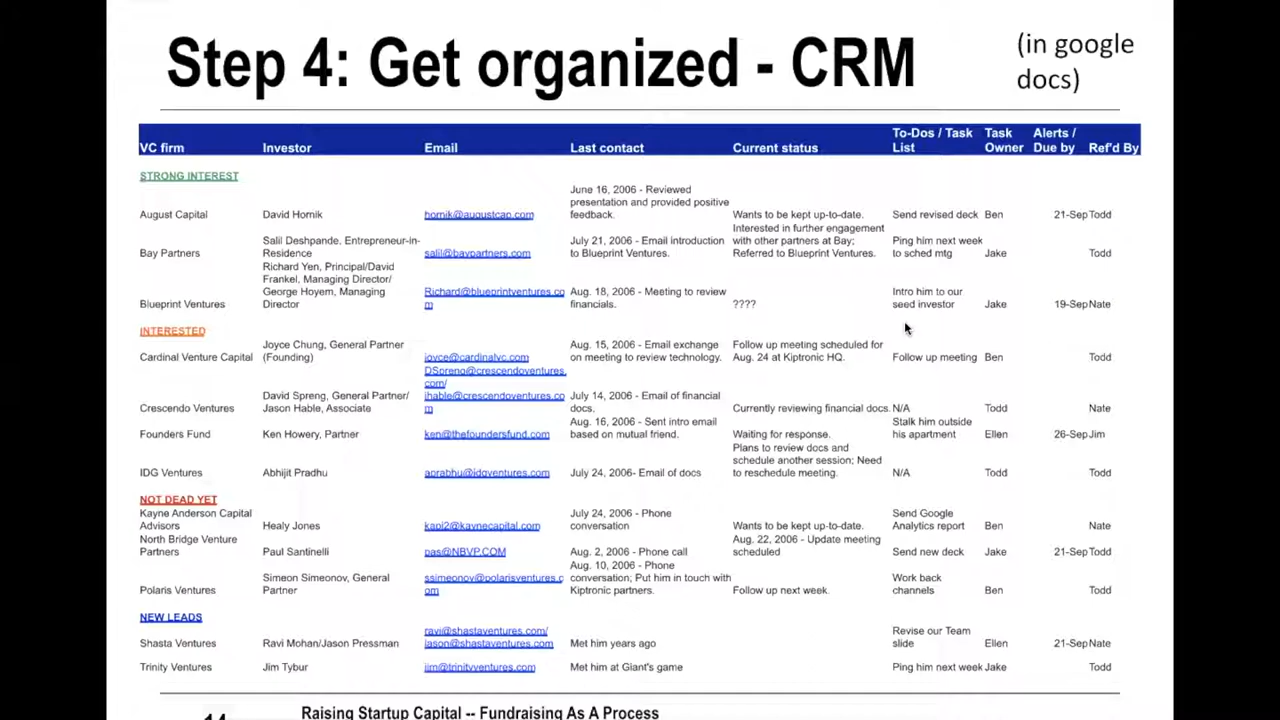 Step 4: Get organized - CRM
(in google
docs)
VC firm Investor Email Last contact Current status To-Dos / Task List Task Owner Alerts / Due by Ref'd By
STRONG INTEREST
August Capital David Hornik hornik@augustcap.com June 16, 2006 - Reviewed presentation and provided positive feedback. Wants to be kept up-to-date. Send revised deck Ben 21-Sep Todd
Bay Partners Salil Deshpande, Entrepreneur-in-Residence salil@baypartners.com July 21, 2006 - Email introduction to Blueprint Ventures. Interested in further engagement with other partners at Bay; Referred to Blueprint Ventures. Ping him next week to sched mtg Jake Todd
Blueprint Ventures Richard Yen, Principal/David Frankel, Managing Director/ George Hoyem, Managing Director Richard@blueprintventures.com Aug. 18, 2006 - Meeting to review financials. ???? Intro him to our seed investor Jake 19-Sep Nate
INTERESTED
Cardinal Venture Capital Joyce Chung, General Partner (Founding) joyce@cardinalvc.com Aug. 15, 2006 - Email exchange on meeting to review technology. Follow up meeting scheduled for Aug. 24 at Kiptronic HQ. Follow up meeting Ben Todd
Crescendo Ventures David Spreng, General Partner/ Jason Hable, Associate DSpreng@crescendoventures.com/ jhable@crescendoventures.com July 14, 2006 - Email of financial docs. Currently reviewing financial docs. N/A Todd Nate
Founders Fund Ken Howery, Partner ken@thefoundersfund.com Aug. 16, 2006 - Sent intro email based on mutual friend. Waiting for response. Stalk him outside his apartment Ellen 26-Sep Jim
IDG Ventures Abhijit Pradhu aprabhu@idgventures.com July 24, 2006- Email of docs Plans to review docs and schedule another session; Need to reschedule meeting. N/A Todd Todd
NOT DEAD YET
Kayne Anderson Capital Advisors Healy Jones kapi2@kaynecapital.com July 24, 2006 - Phone conversation Wants to be kept up-to-date. Send Google Analytics report Ben Nate
North Bridge Venture Partners Paul Santinelli pas@NBVP.COM Aug. 2, 2006 - Phone call Aug. 22, 2006 - Update meeting scheduled Send new deck Jake 21-Sep Todd
Polaris Ventures Simeon Simeonov, General Partner ssimeonov@polarisventures.com Aug. 10, 2006 - Phone conversation; Put him in touch with Kiptronic partners. Follow up next week. Work back channels Ben Todd
NEW LEADS
Shasta Ventures Ravi Mohan/Jason Pressman ravi@shastaventures.com/ jason@shastaventures.com Met him years ago Revise our Team slide Ellen 21-Sep Nate
Trinity Ventures Jim Tybur jim@trinityventures.com Met him at Giant's game Ping him next week Jake Todd
14 Raising Startup Capital -- Fundraising As A Process